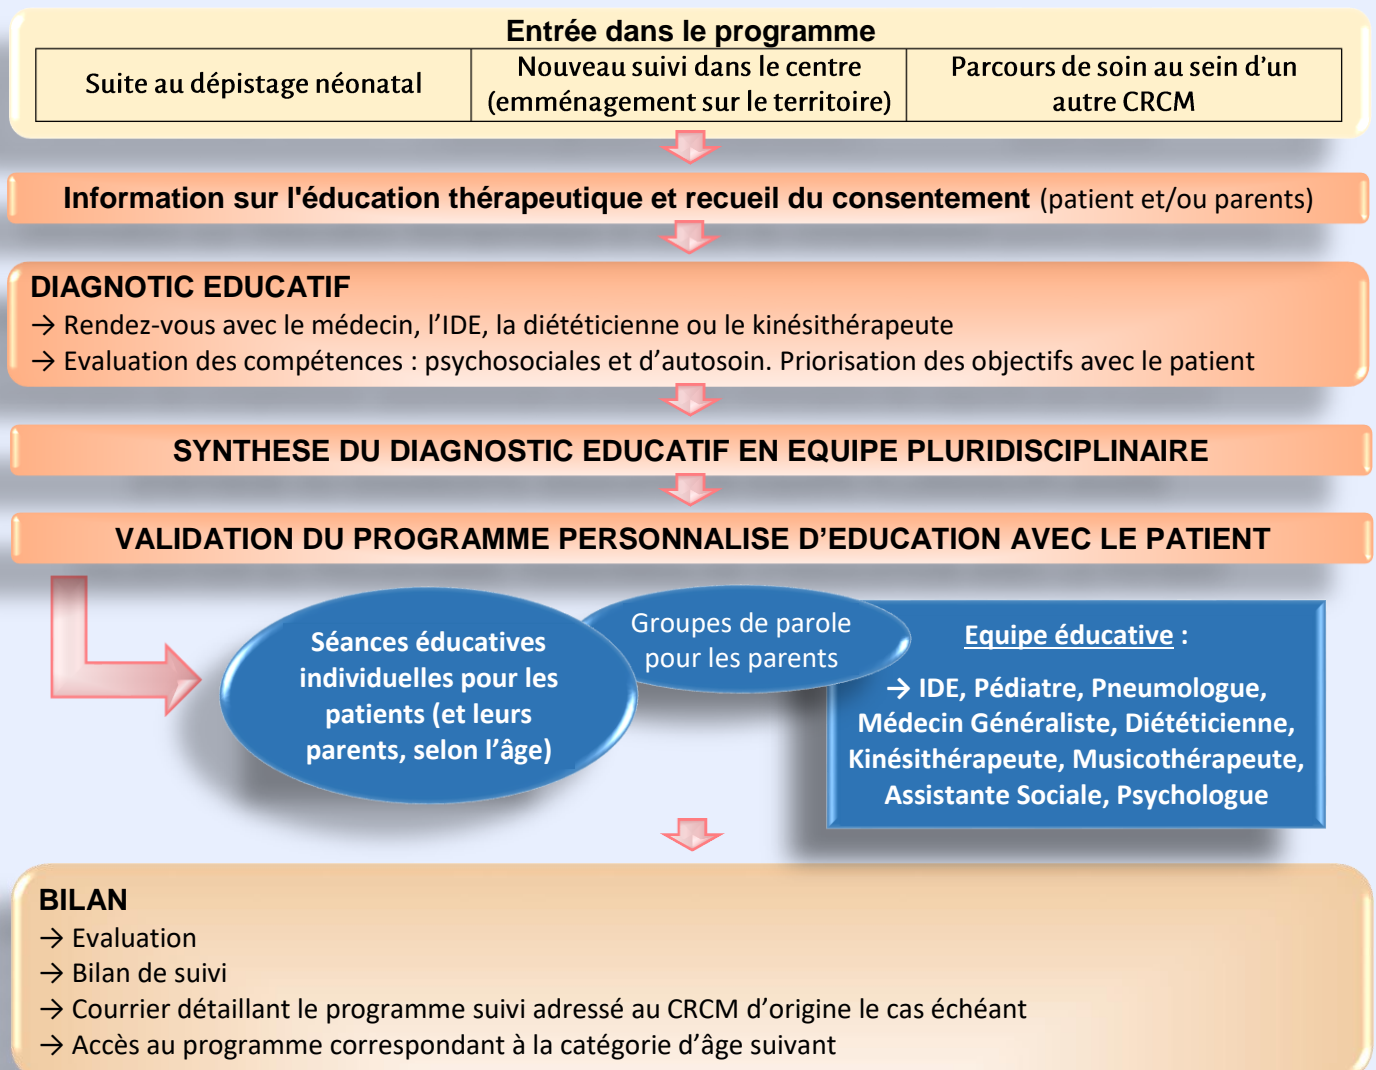 Entrée dans le programme
Suite au dépistage néonatal
Nouveau suivi dans le centre
(emménagement sur le territoire)
Parcours de soin au sein d’un
autre CRCM
Information sur l'éducation thérapeutique et recueil du consentement (patient et/ou parents)
DIAGNOTIC EDUCATIF
→ Rendez-vous avec le médecin, l’IDE, la diététicienne ou le kinésithérapeute
→ Evaluation des compétences : psychosociales et d’autosoin. Priorisation des objectifs avec le patient
SYNTHESE DU DIAGNOSTIC EDUCATIF EN EQUIPE PLURIDISCIPLINAIRE
VALIDATION DU PROGRAMME PERSONNALISE D’EDUCATION AVEC LE PATIENT
Séances éducatives
individuelles pour les
patients (et leurs
parents, selon l’âge)
Groupes de parole
pour les parents
Equipe éducative :
→ IDE, Pédiatre, Pneumologue,
Médecin Généraliste, Diététicienne,
Kinésithérapeute, Musicothérapeute,
Assistante Sociale, Psychologue
BILAN
→ Evaluation
→ Bilan de suivi
→ Courrier détaillant le programme suivi adressé au CRCM d’origine le cas échéant
→ Accès au programme correspondant à la catégorie d’âge suivant